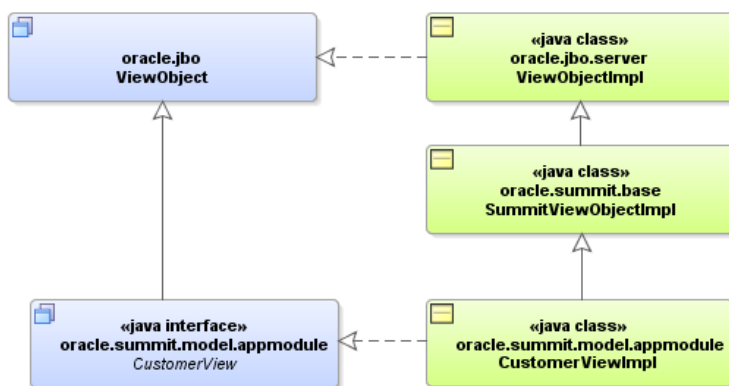 oracle.jbo
ViewObject
«java class»
oracle.jbo.server
ViewObjectImpl
«java class»
oracle.summit.base
SummitViewObjectImpl
«java interface»
oracle.summit.model.appmodule
CustomerView
«java class»
oracle.summit.model.appmodule
CustomerViewImpl